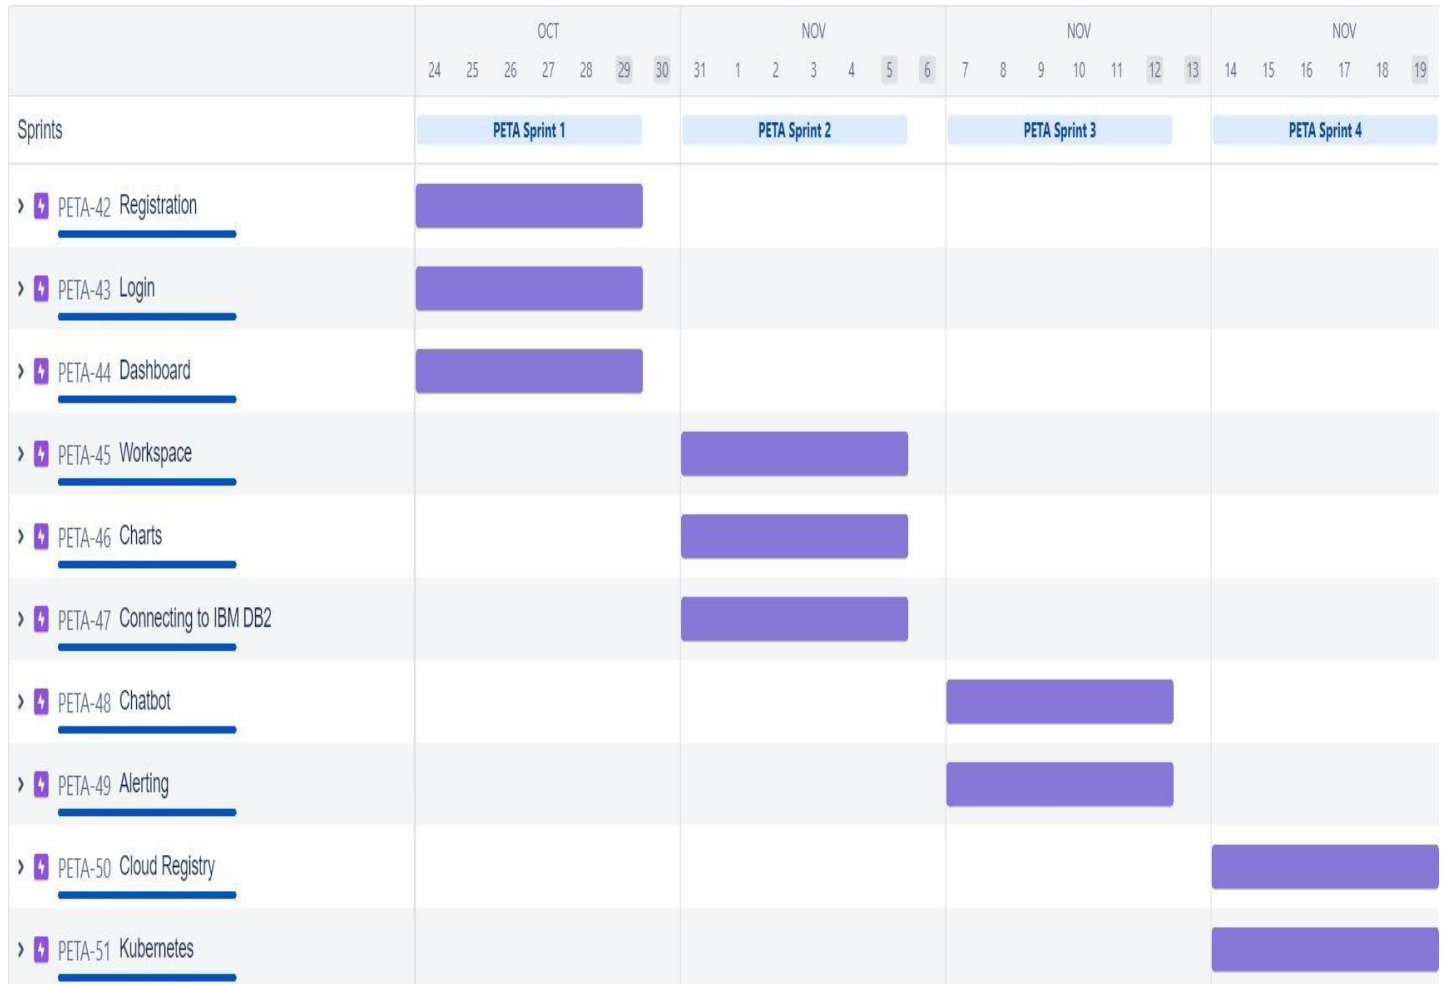 OCT NOV NOV NOV
24 25 26 27 28 29 30 31 1 2 3 4 5 6 7 8 9 10 11 12 13 14 15 16 17 18 19
Sprints PETA Sprint 1 PETA Sprint 2 PETA Sprint 3 PETA Sprint 4
PETA-42 Registration
PETA-43 Login
PETA-44 Dashboard
PETA-45 Workspace
PETA-46 Charts
PETA-47 Connecting to IBM DB2
PETA-48 Chatbot
PETA-49 Alerting
PETA-50 Cloud Registry
PETA-51 Kubernetes